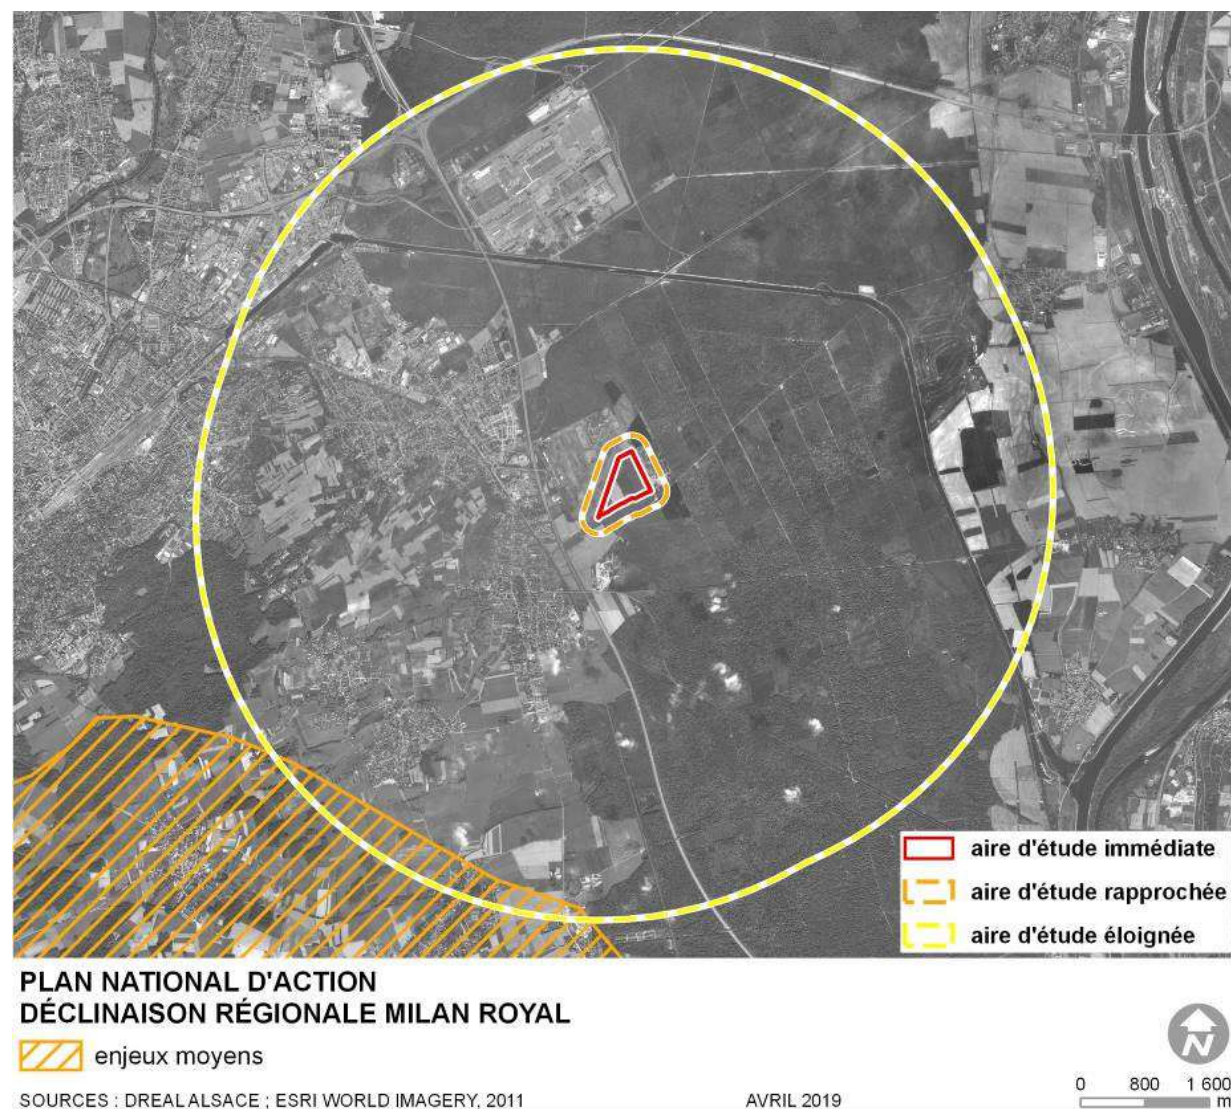 aire d'étude immédiate
aire d'étude rapprochée
aire d'étude éloignée
PLAN NATIONAL D'ACTION
DÉCLINAISON RÉGIONALE MILAN ROYAL
enjeux moyens
N
0 800 1 600
m
SOURCES : DREAL ALSACE ; ESRI WORLD IMAGERY, 2011 AVRIL 2019